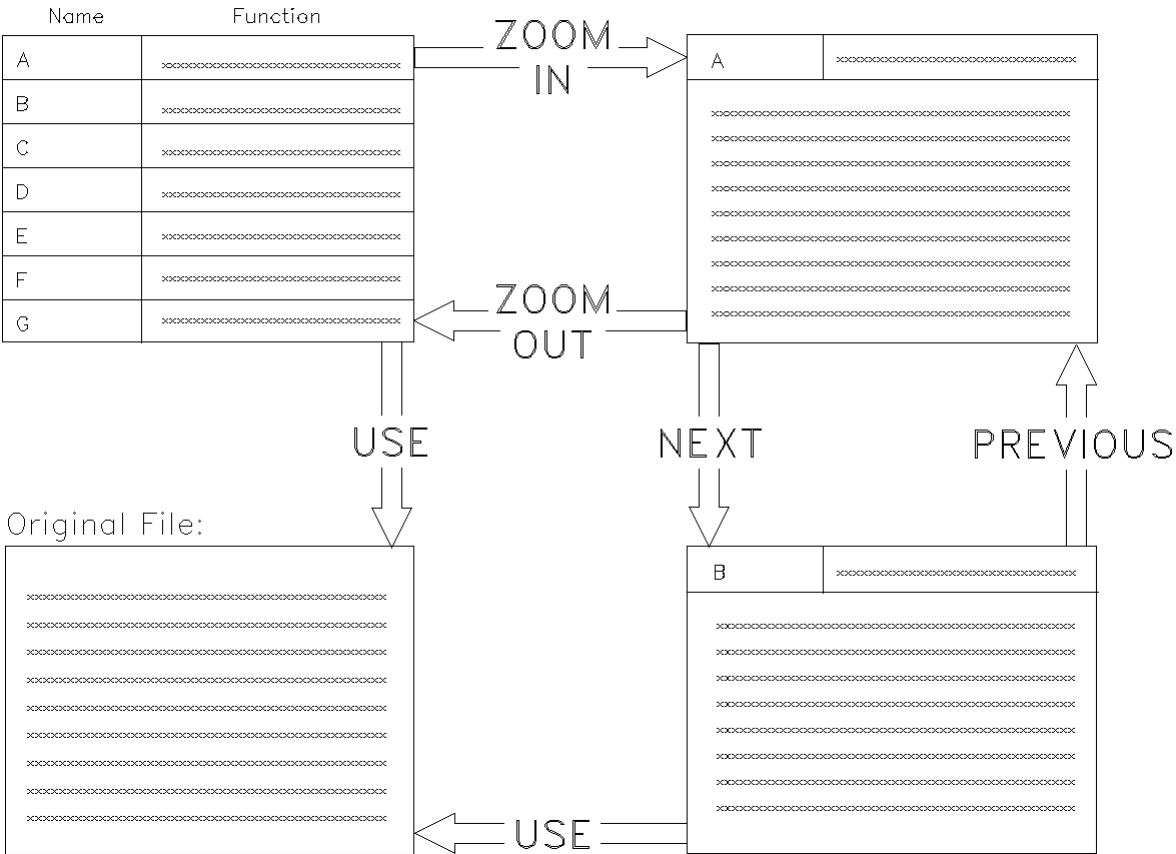 Name Function
A
B
C
D
E
F
G
ZOOM
IN
A
ZOOM
OUT
USE
NEXT
PREVIOUS
Original File:
B
USE